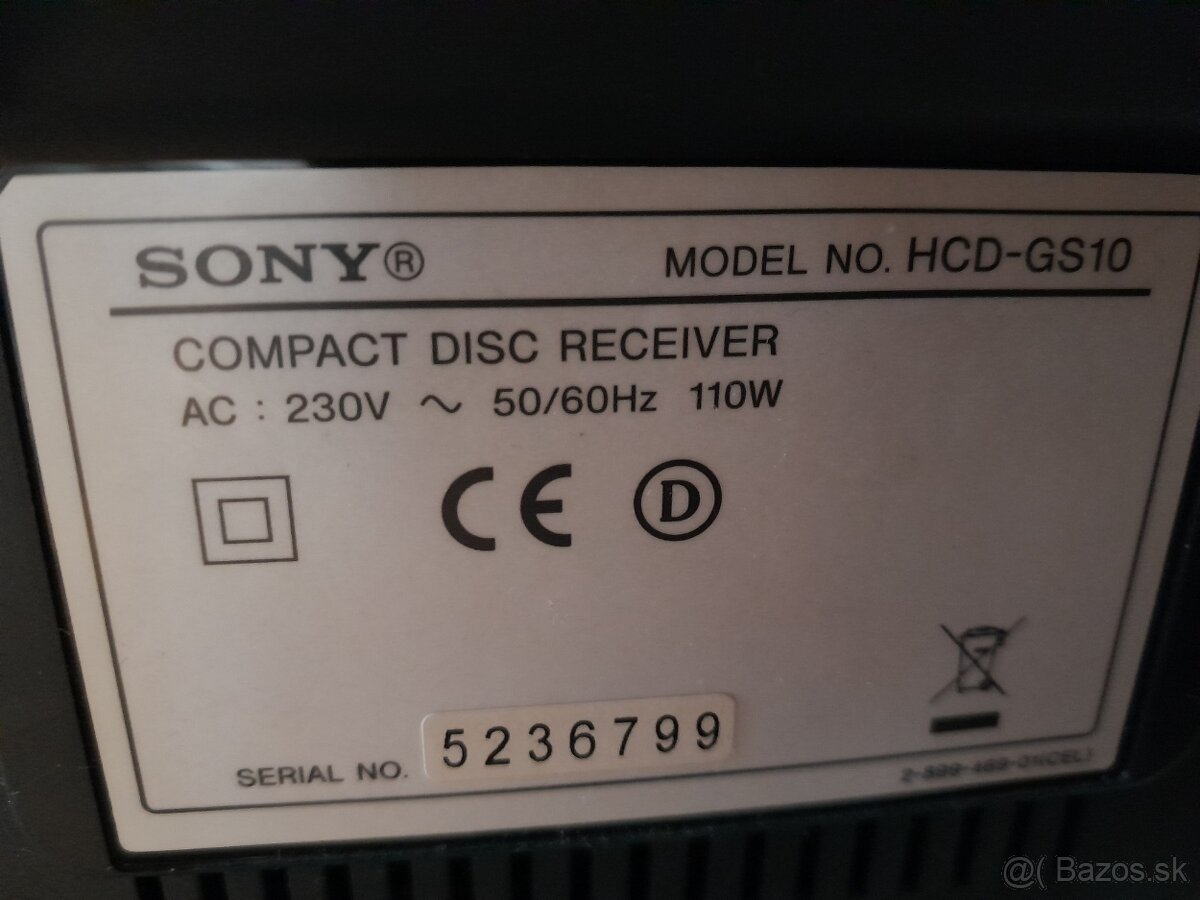 SONY® MODEL NO. HCD-GS10
COMPACT DISC RECEIVER
AC : 230V ~ 50/60Hz 110W
CE D
SERIAL NO. 5236799
@( Bazos.sk